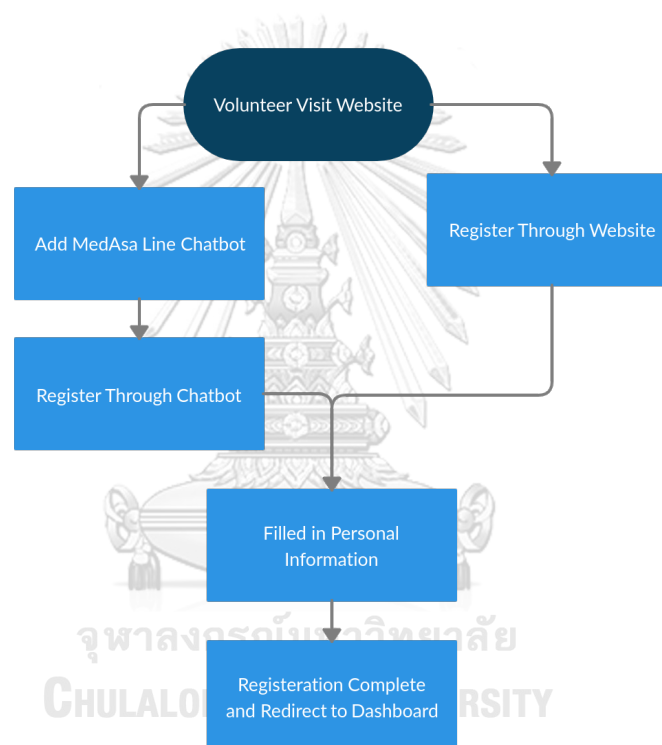 Volunteer Visit Website
Add MedAsa Line Chatbot
Register Through Website
Register Through Chatbot
Filled in Personal
Information
จุฬาลงกรณ์มหาวิทยาลัย
Registeration Complete
and Redirect to Dashboard